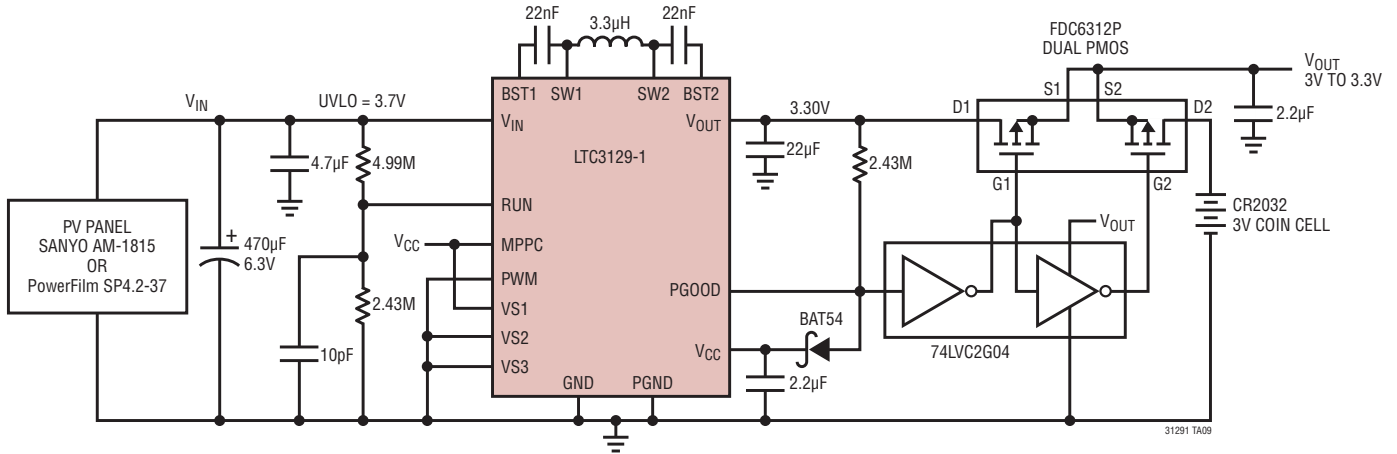 22nF
3.3µH
22nF
FDC6312P
DUAL PMOS
VOUT
3V TO 3.3V
BST1
SW1
SW2
BST2
S1
S2
VIN
UVLO = 3.7V
VIN
VOUT
3.30V
D1
D2
2.2µF
LTC3129-1
4.7µF
4.99M
22µF
2.43M
G1
G2
PV PANEL
SANYO AM-1815
OR
PowerFilm SP4.2-37
+
470µF
6.3V
RUN
VCC
MPPC
PWM
VS1
VS2
VS3
2.43M
10pF
PGOOD
VCC
BAT54
2.2µF
VOUT
74LVC2G04
CR2032
3V COIN CELL
GND
PGND
31291 TA09